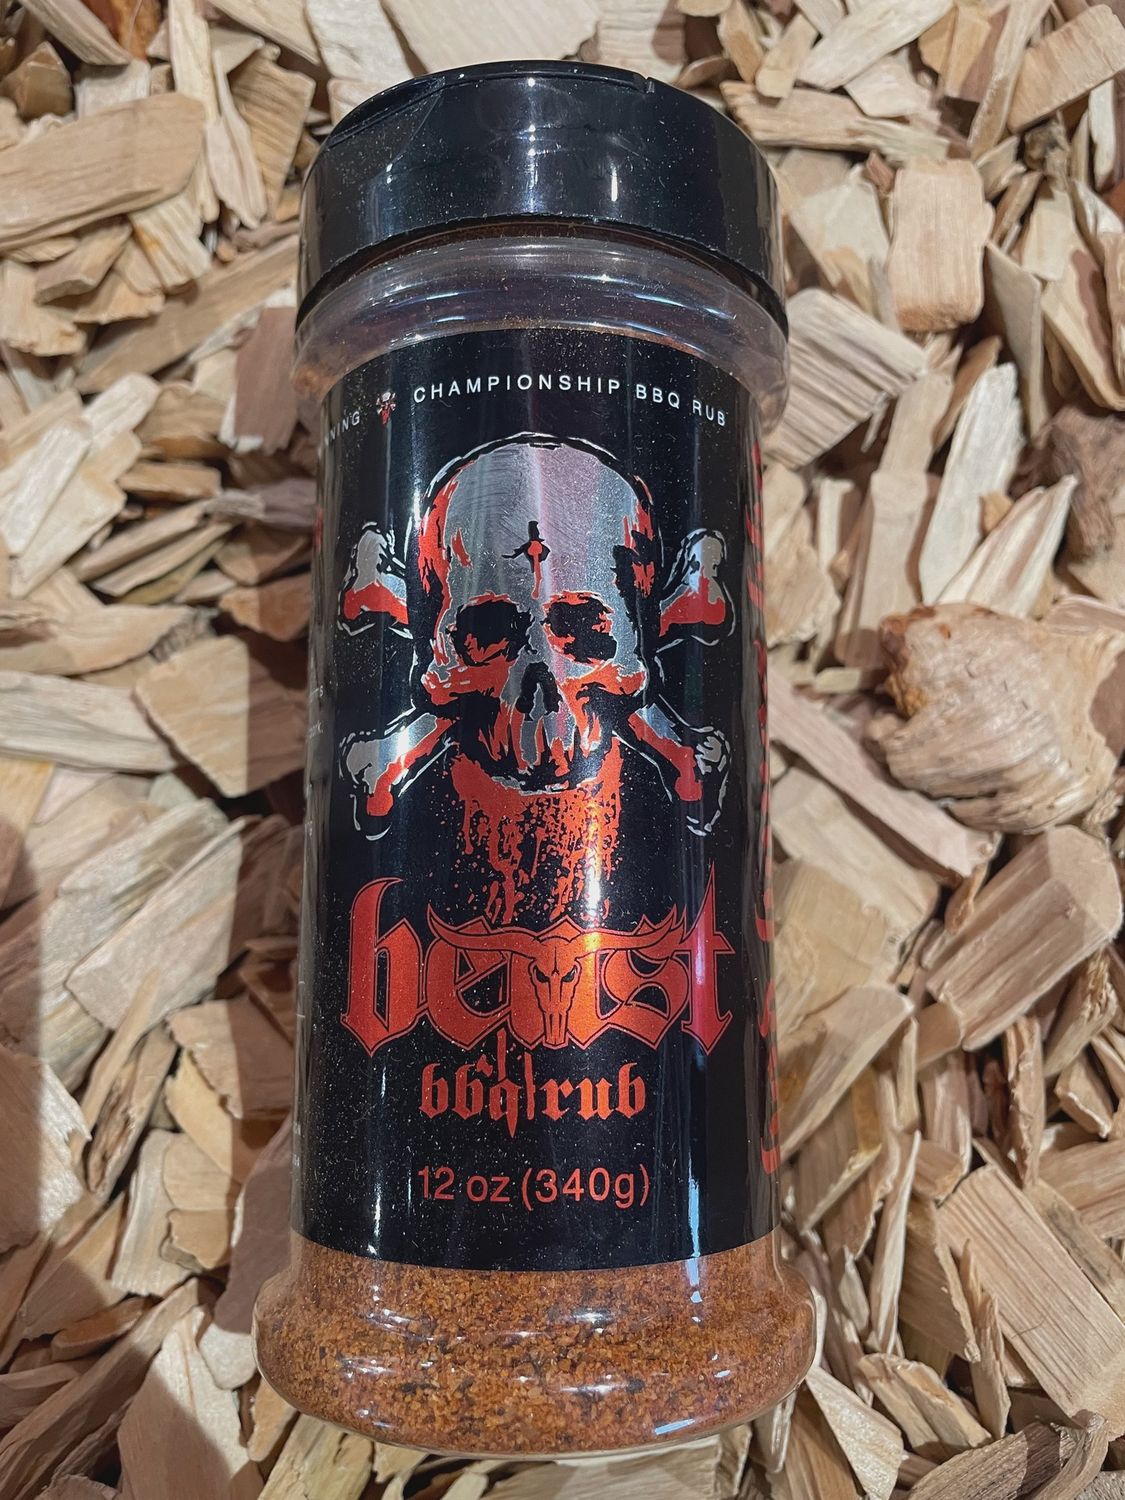 CHAMPIONSHIP BBQ RUB
beast
bbq rub
12 oz (340g)